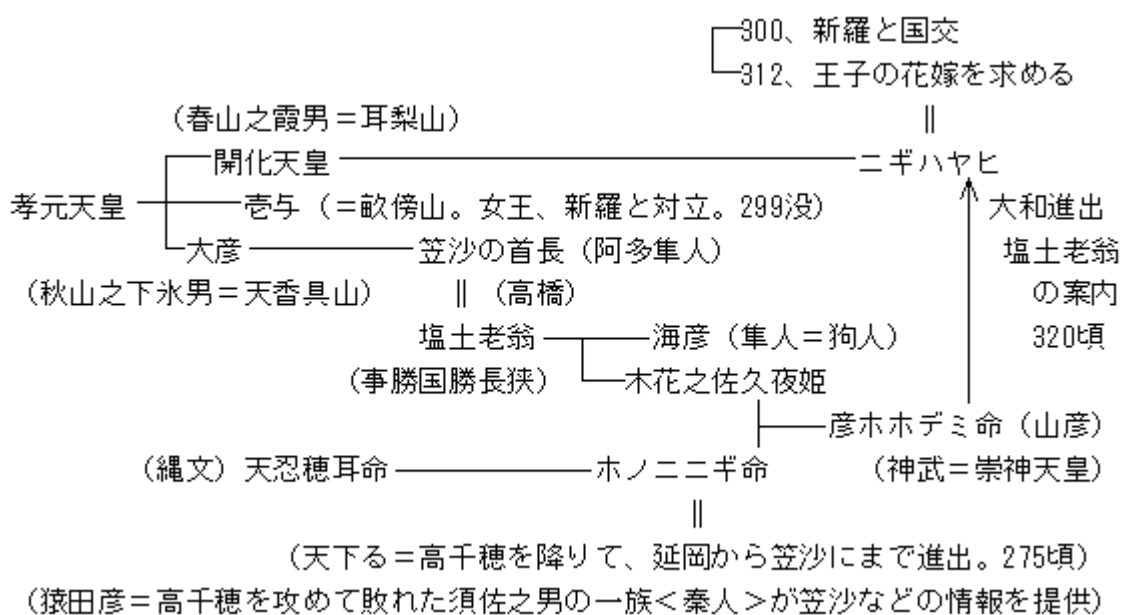 300、新羅と国交
312、王子の花嫁を求める
(春山之霞男＝耳梨山)
||
開化天皇 ニギハヤヒ
孝元天皇 壱与（＝畝傍山。女王、新羅と対立。299没) 大和進出
大彦 笠沙の首長（阿多隼人) 塩土老翁
(秋山之下氷男＝天香具山) || (高橋) の案内
塩土老翁 海彦（隼人＝狗人) 320頃
(事勝国勝長狭) 木花之佐久夜姫
彦ホホデミ命（山彦)
(縄文) 天忍穂耳命 ホノニニギ命 (神武＝崇神天皇)
||
(天下る＝高千穂を降りて、延岡から笠沙にまで進出。275頃)
(猿田彦＝高千穂を攻めて敗れた須佐之男の一族＜秦人＞が笠沙などの情報を提供)